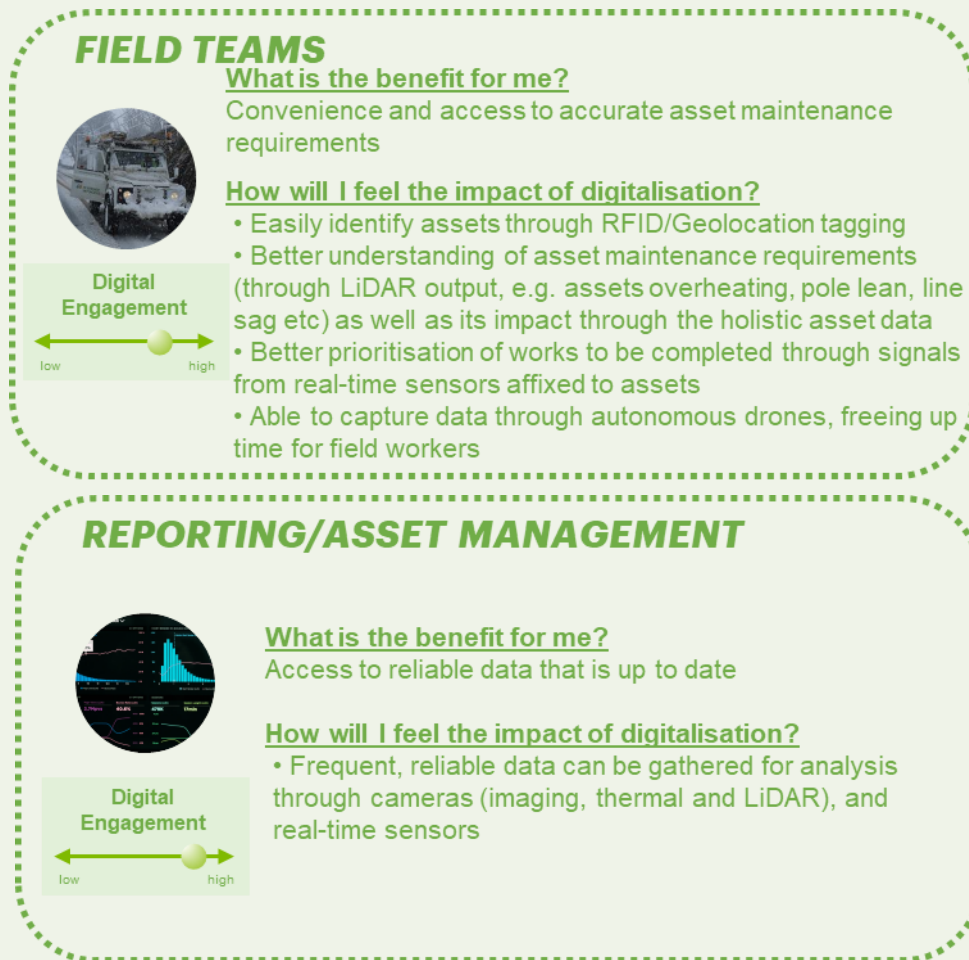 FIELD TEAMS
What is the benefit for me?
Convenience and access to accurate asset maintenance
requirements
How will I feel the impact of digitalisation?
• Easily identify assets through RFID/Geolocation tagging
• Better understanding of asset maintenance requirements
(through LiDAR output, e.g. assets overheating, pole lean, line
sag etc) as well as its impact through the holistic asset data
• Better prioritisation of works to be completed through signals
from real-time sensors affixed to assets
• Able to capture data through autonomous drones, freeing up
time for field workers
Digital
Engagement
low
high
REPORTING/ASSET MANAGEMENT
What is the benefit for me?
Access to reliable data that is up to date
How will I feel the impact of digitalisation?
• Frequent, reliable data can be gathered for analysis
through cameras (imaging, thermal and LiDAR), and
real-time sensors
Digital
Engagement
low
high